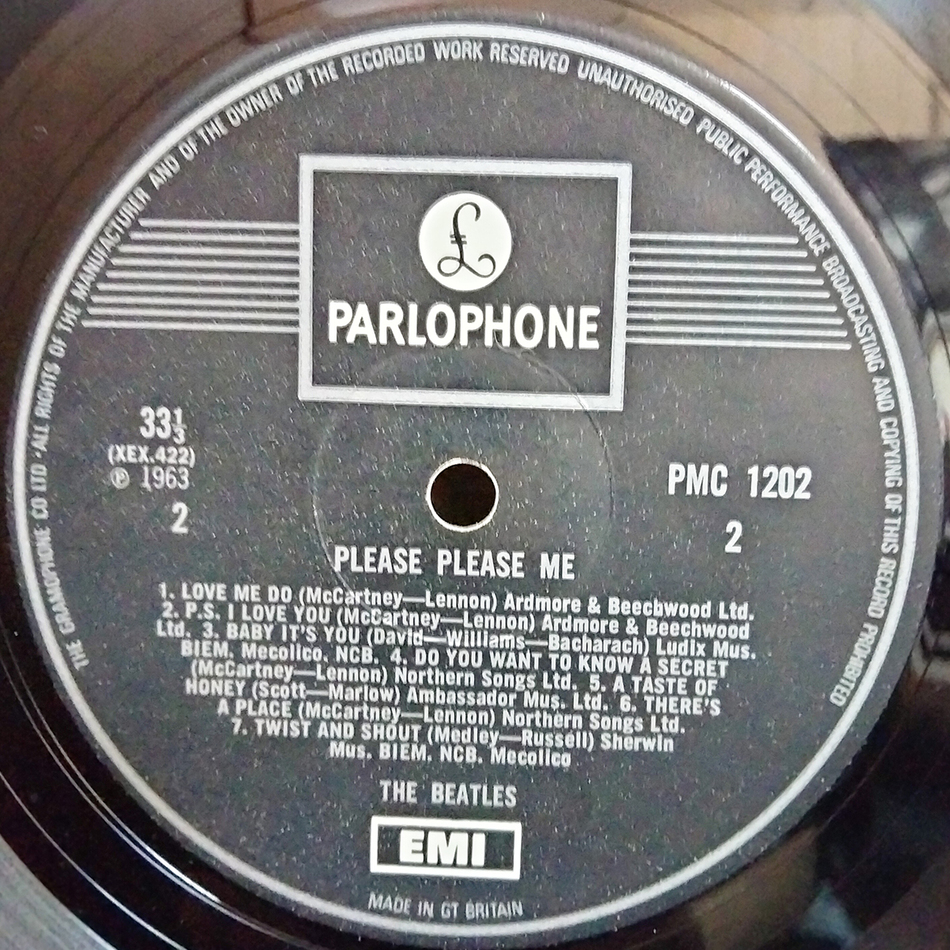 THE GRAMOPHONE CO LTD · ALL RIGHTS OF THE MANUFACTURER AND OF THE OWNER OF THE RECORDED WORK RESERVED UNAUTHORISED PUBLIC PERFORMANCE BROADCASTING AND COPYING OF THIS RECORD PROHIBITED
£
PARLOPHONE
33⅓
(XEX.422)
℗ 1963
2
PMC 1202
2
PLEASE PLEASE ME
1. LOVE ME DO (McCartney—Lennon) Ardmore & Beechwood Ltd.
2. P.S. I LOVE YOU (McCartney—Lennon) Ardmore & Beechwood
Ltd. 3. BABY IT'S YOU (David—Williams—Bacharach) Ludix Mus.
BIEM. Mecolico. NCB. 4. DO YOU WANT TO KNOW A SECRET
(McCartney—Lennon) Northern Songs Ltd. 5. A TASTE OF
HONEY (Scott—Marlow) Ambassador Mus. Ltd. 6. THERE'S
A PLACE (McCartney—Lennon) Northern Songs Ltd.
7. TWIST AND SHOUT (Medley—Russell) Sherwin
Mus. BIEM. NCB. Mecolico
THE BEATLES
EMI
MADE IN GT BRITAIN